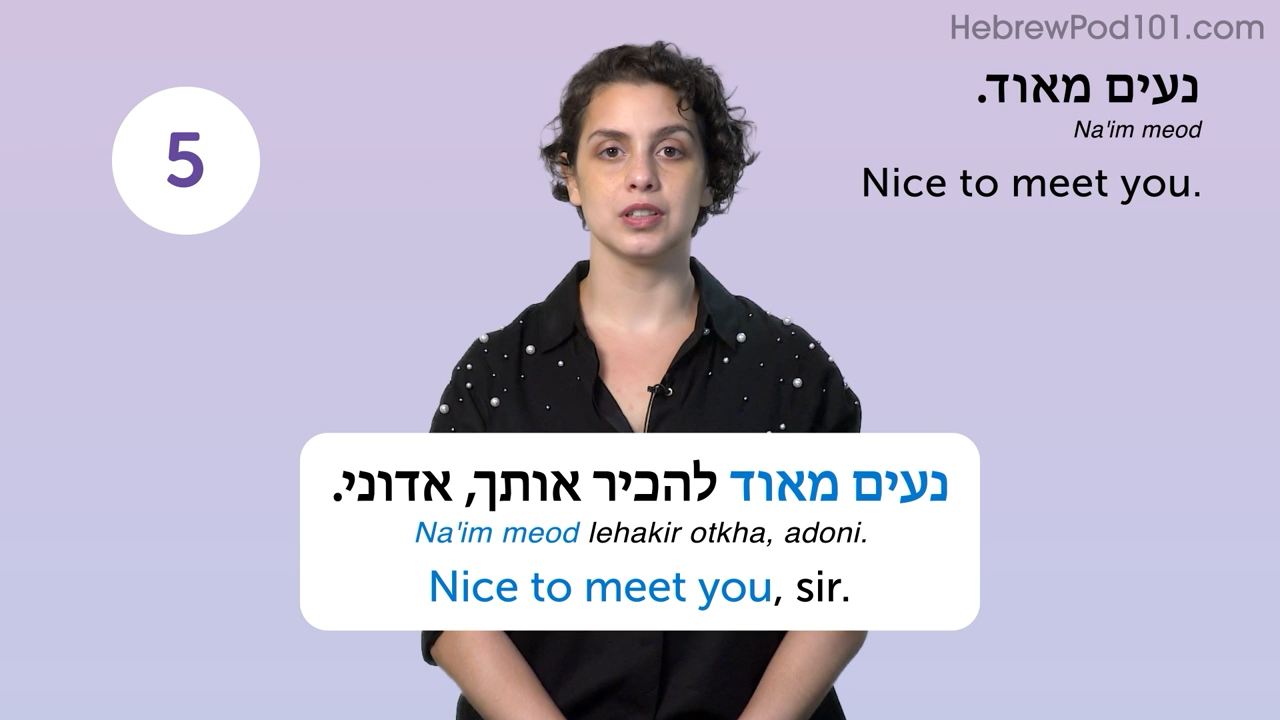 HebrewPod101.com
5
נעים מאוד.
Na'im meod
Nice to meet you.
נעים מאוד להכיר אותך, אדוני.
Na'im meod lehakir otkha, adoni.
Nice to meet you, sir.